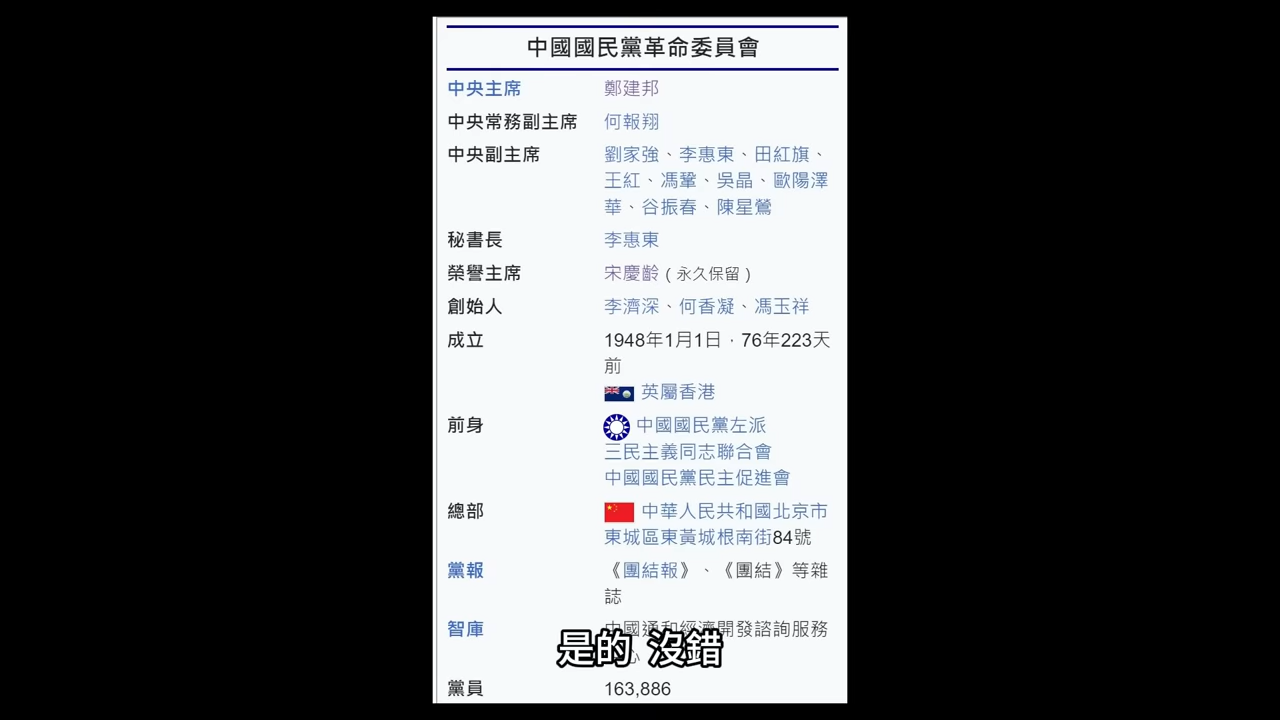 中國國民黨革命委員會
中央主席 鄭建邦
中央常務副主席 何報翔
中央副主席 劉家強、李惠東、田紅旗、
王紅、馮鞏、吳晶、歐陽澤
華、谷振春、陳星鶯
秘書長 李惠東
榮譽主席 宋慶齡（永久保留）
創始人 李濟深、何香凝、馮玉祥
成立 1948年1月1日，76年223天
前
英屬香港
前身 中國國民黨左派
三民主義同志聯合會
中國國民黨民主促進會
總部 中華人民共和國北京市
東城區東黃城根南街84號
黨報 《團結報》、《團結》等雜
誌
智庫 中國通和經濟開發諮詢服務
心
是的 沒錯
黨員 163,886